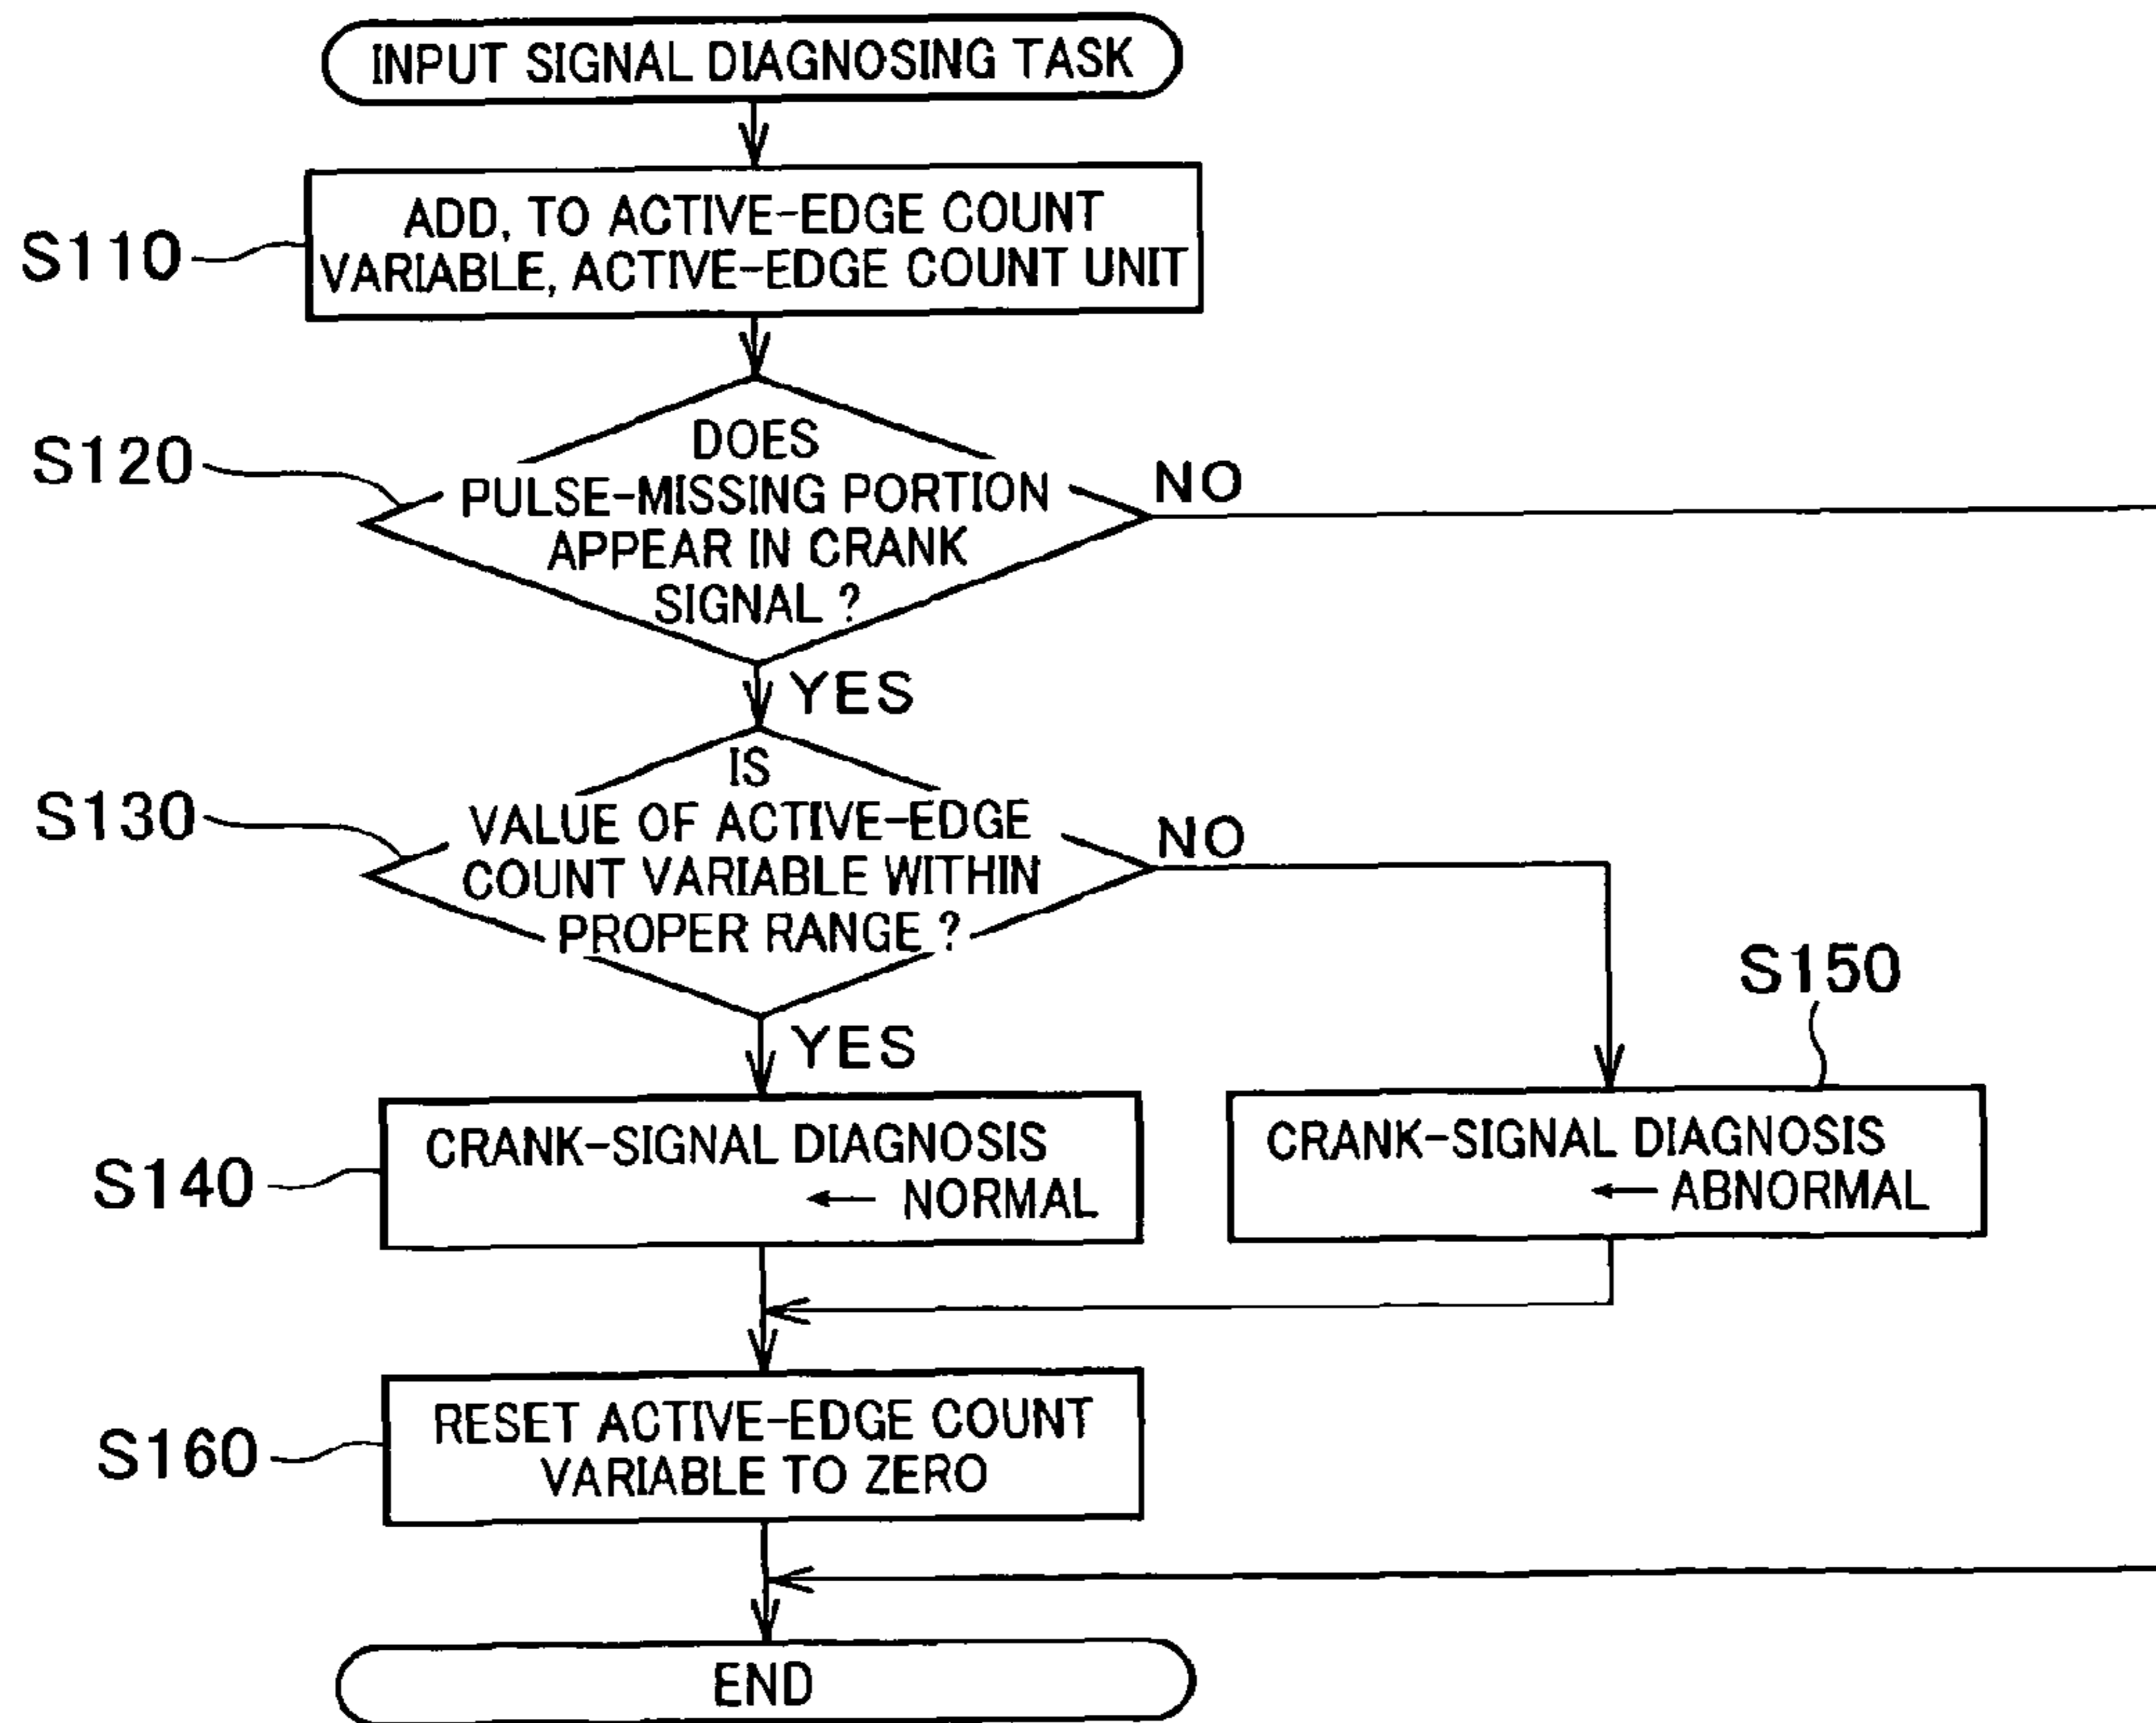 INPUT SIGNAL DIAGNOSING TASK
S110
ADD, TO ACTIVE-EDGE COUNT
VARIABLE, ACTIVE-EDGE COUNT UNIT
S120
DOES
PULSE-MISSING PORTION
APPEAR IN CRANK
SIGNAL ?
NO
YES
S130
IS
VALUE OF ACTIVE-EDGE
COUNT VARIABLE WITHIN
PROPER RANGE ?
NO
YES
S140
CRANK-SIGNAL DIAGNOSIS
← NORMAL
S150
CRANK-SIGNAL DIAGNOSIS
← ABNORMAL
S160
RESET ACTIVE-EDGE COUNT
VARIABLE TO ZERO
END